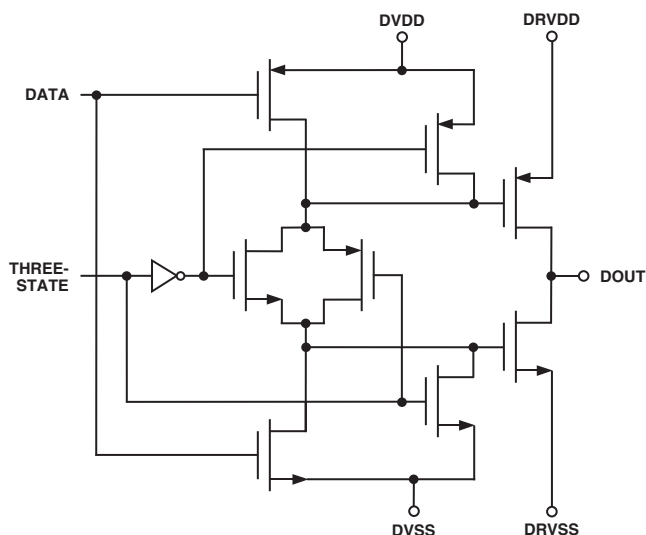 DVDD
DRVDD
DATA
THREE-
STATE
DOUT
DVSS
DRVSS